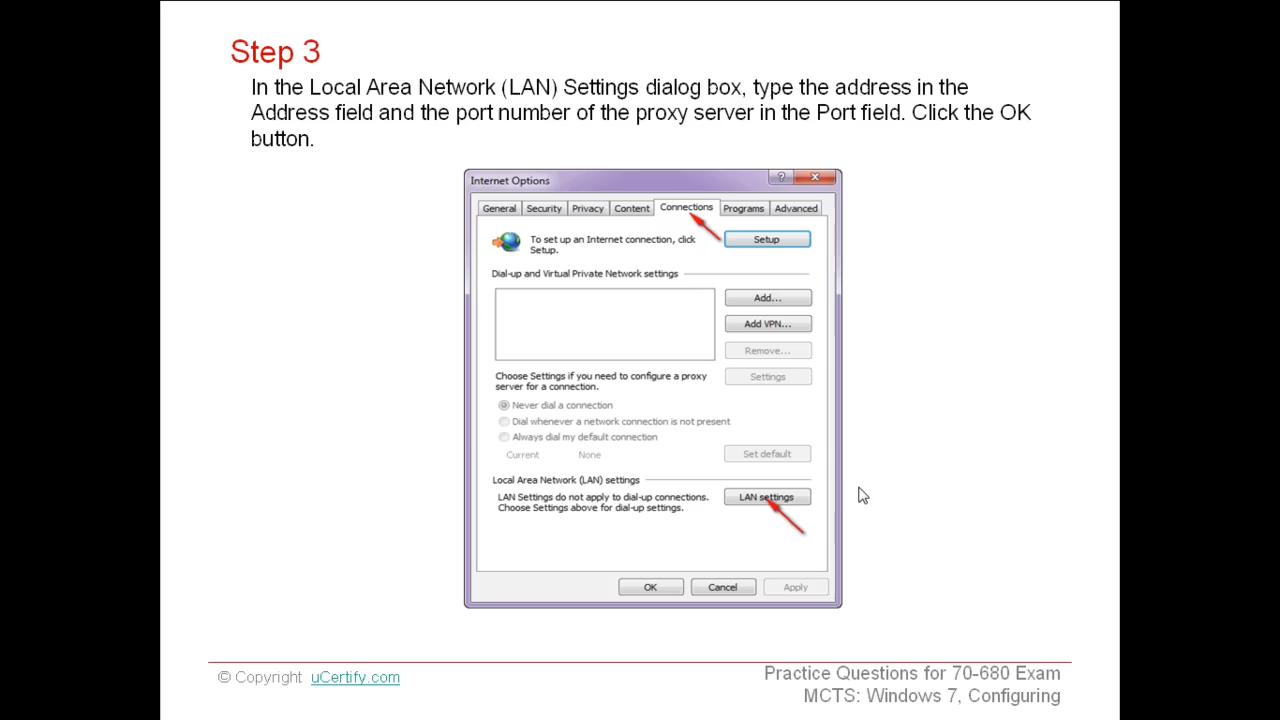 Step 3
In the Local Area Network (LAN) Settings dialog box, type the address in the
Address field and the port number of the proxy server in the Port field. Click the OK
button.
Internet Options
?
General Security Privacy Content Connections Programs Advanced
To set up an Internet connection, click
Setup.
Setup
Dial-up and Virtual Private Network settings
Add...
Add VPN...
Remove...
Choose Settings if you need to configure a proxy
server for a connection.
Settings
Never dial a connection
Dial whenever a network connection is not present
Always dial my default connection
Current None
Set default
Local Area Network (LAN) settings
LAN Settings do not apply to dial-up connections.
Choose Settings above for dial-up settings.
LAN settings
OK Cancel Apply
© Copyright uCertify.com
Practice Questions for 70-680 Exam
MCTS: Windows 7, Configuring